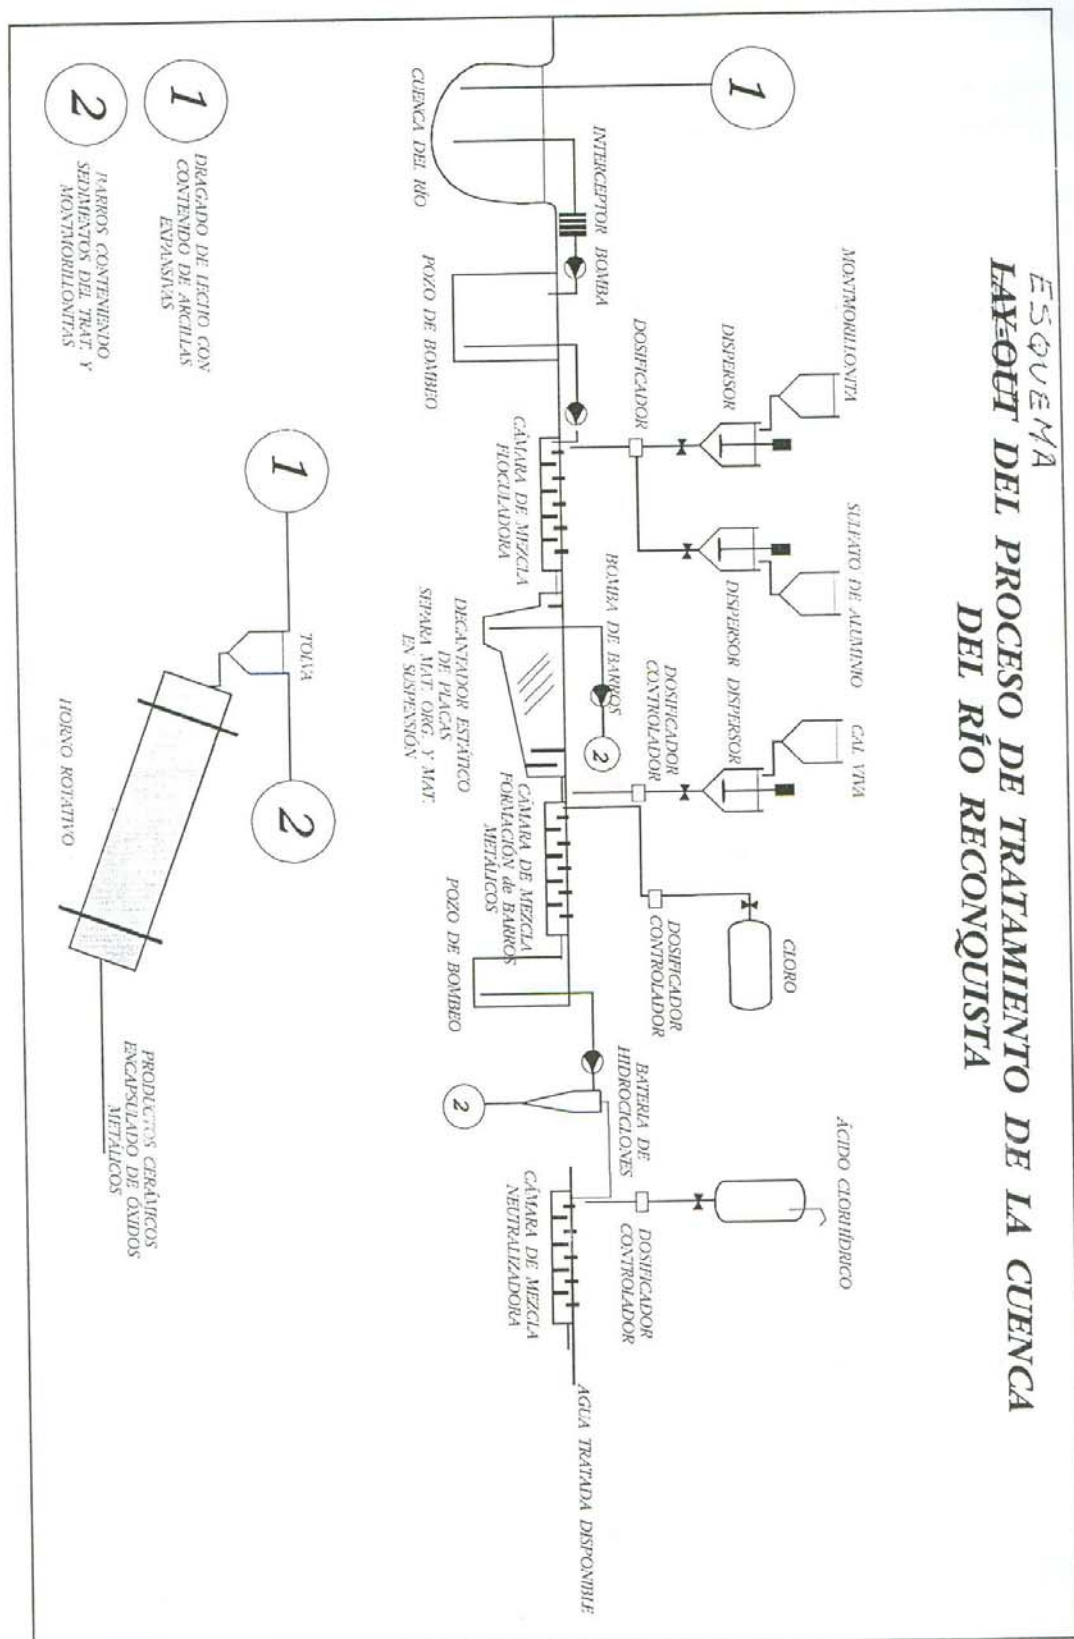 ESQUEMA
LAY-OUT DEL PROCESO DE TRATAMIENTO DE LA CUENCA
DEL RÍO RECONQUISTA
MONTMORILLONITA
SULFATO DE ALUMINIO
CAL VIVA
ÁCIDO CLORHÍDRICO
DISPERSOR
DISPERSOR
DISPERSOR
CLORO
1
DOSIFICADOR
DOSIFICADOR
CONTROLADOR
DOSIFICADOR
CONTROLADOR
DOSIFICADOR
CONTROLADOR
INTERCEPTOR
BOMBA
BOMBA DE BARROS
2
BATERIA DE
HIDROCICLONES
AGUA TRATADA DISPONIBLE
CUENCA DEL RÍO
POZO DE BOMBEO
CÁMARA DE MEZCLA
FLOCULADORA
DECANTADOR ESTÁTICO
DE PLACAS
SEPARA MAT. ORG. Y MAT.
EN SUSPENSIÓN
CÁMARA DE MEZCLA
FORMACIÓN de BARROS
METÁLICOS
POZO DE BOMBEO
2
CÁMARA DE MEZCLA
NEUTRALIZADORA
1
DRAGADO DE LECHO CON
CONTENIDO DE ARCILLAS
EXPANSIVAS
2
BARROS CONTENIENDO
SEDIMENTOS DEL TRAT. Y
MONTMORILLONITAS
1
TOLVA
2
HORNO ROTATIVO
PRODUCTOS CERÁMICOS
ENCAPSULADO DE ÓXIDOS
METÁLICOS